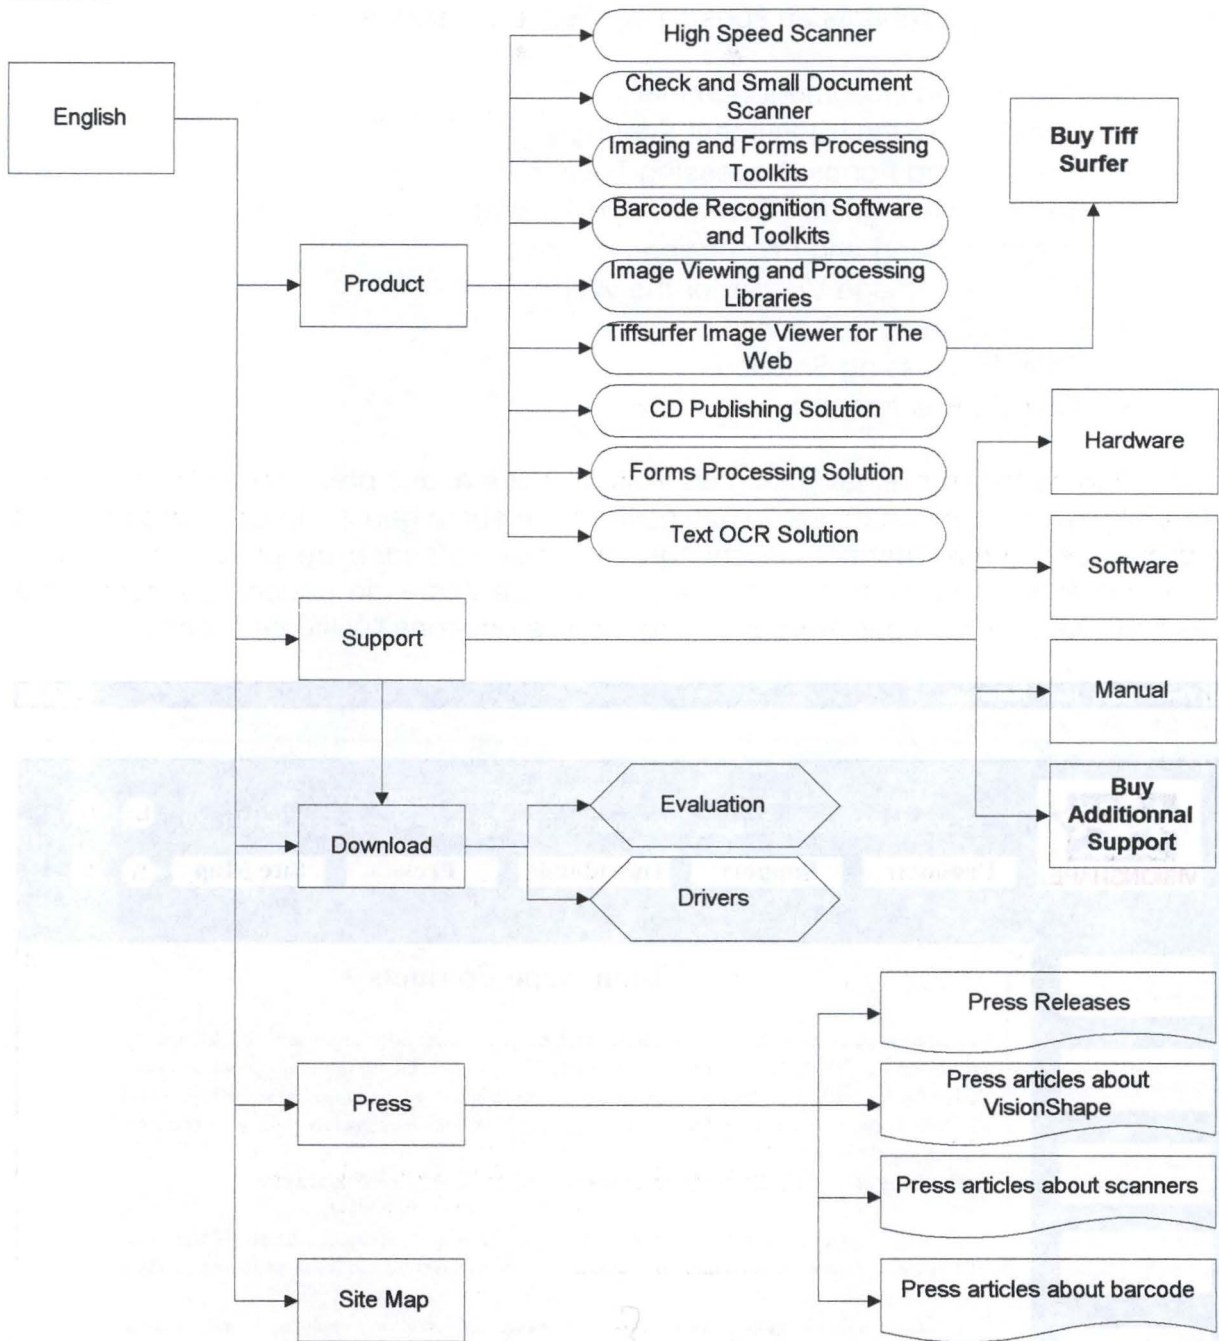 English
Product
High Speed Scanner
Check and Small Document
Scanner
Imaging and Forms Processing
Toolkits
Barcode Recognition Software
and Toolkits
Image Viewing and Processing
Libraries
Tiffsurfer Image Viewer for The
Web
CD Publishing Solution
Forms Processing Solution
Text OCR Solution
Buy Tiff
Surfer
Support
Hardware
Software
Manual
Buy
Additionnal
Support
Download
Evaluation
Drivers
Press
Press Releases
Press articles about
VisionShape
Press articles about scanners
Press articles about barcode
Site Map